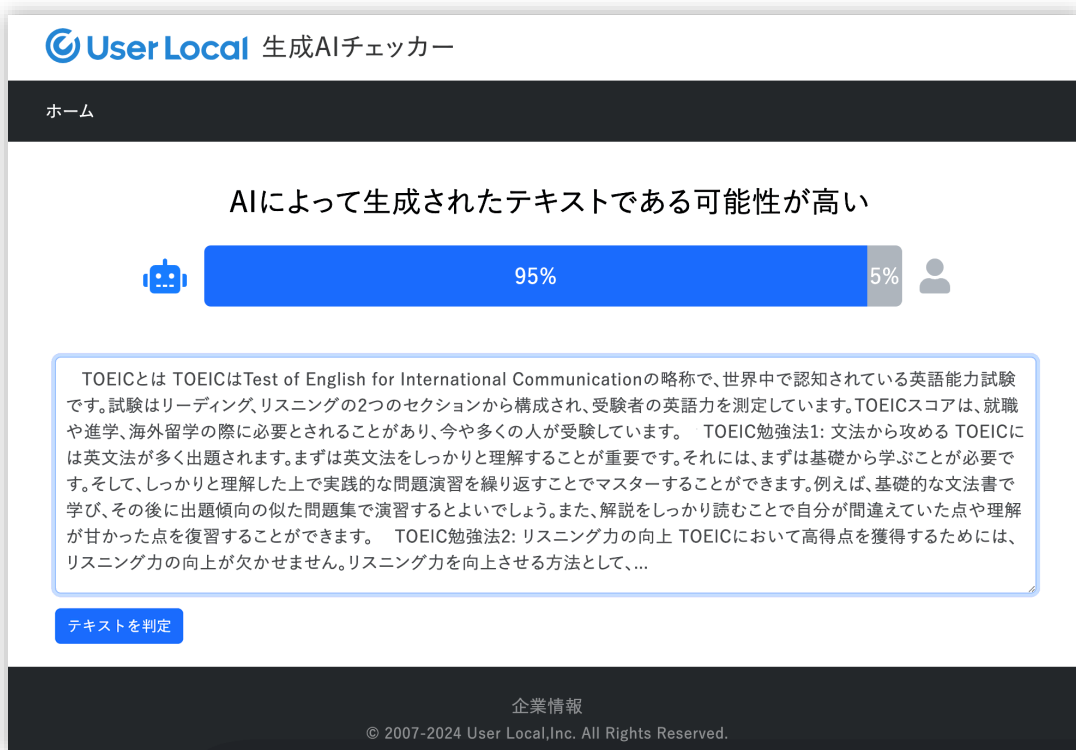 User Local 生成AIチェッカー
ホーム
AIによって生成されたテキストである可能性が高い
95% 5%
TOEICとは TOEICはTest of English for International Communicationの略称で、世界中で認知されている英語能力試験
です。試験はリーディング、リスニングの2つのセクションから構成され、受験者の英語力を測定しています。TOEICスコアは、就職
や進学、海外留学の際に必要とされることがあり、今や多くの人が受験しています。　TOEIC勉強法1: 文法から攻める TOEICに
は英文法が多く出題されます。まずは英文法をしっかりと理解することが重要です。それには、まずは基礎から学ぶことが必要で
す。そして、しっかりと理解した上で実践的な問題演習を繰り返すことでマスターすることができます。例えば、基礎的な文法書で
学び、その後に出題傾向の似た問題集で演習するとよいでしょう。また、解説をしっかり読むことで自分が間違えていた点や理解
が甘かった点を復習することができます。　TOEIC勉強法2: リスニング力の向上 TOEICにおいて高得点を獲得するためには、
リスニング力の向上が欠かせません。リスニング力を向上させる方法として、...
テキストを判定
企業情報
© 2007-2024 User Local,Inc. All Rights Reserved.